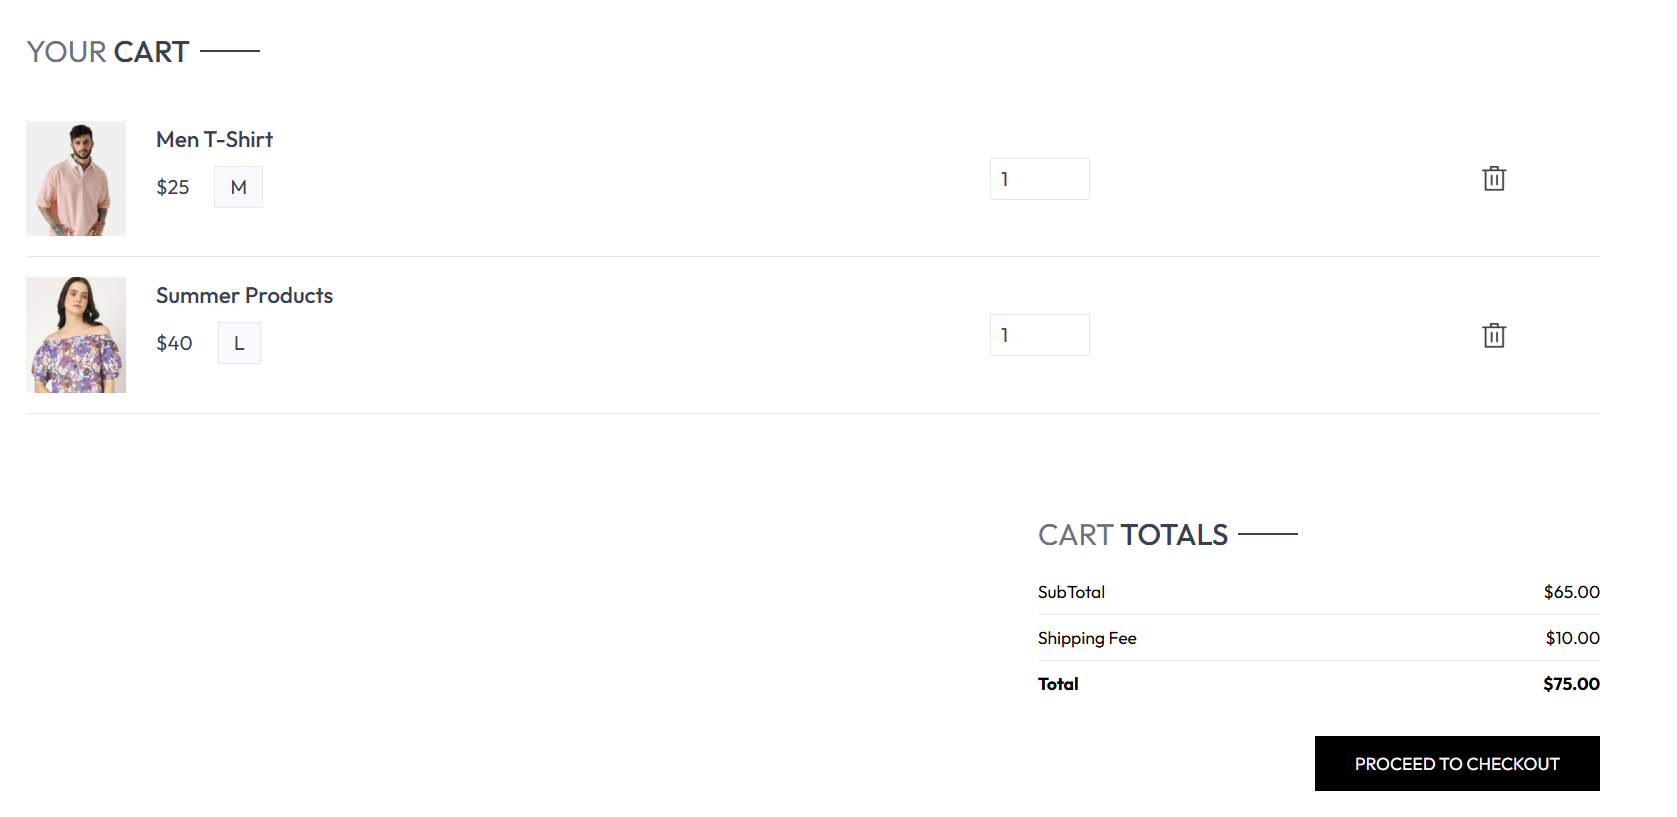 YOUR CART
Men T-Shirt
$25 M
1
Summer Products
$40 L
1
CART TOTALS
SubTotal $65.00
Shipping Fee $10.00
Total $75.00
PROCEED TO CHECKOUT